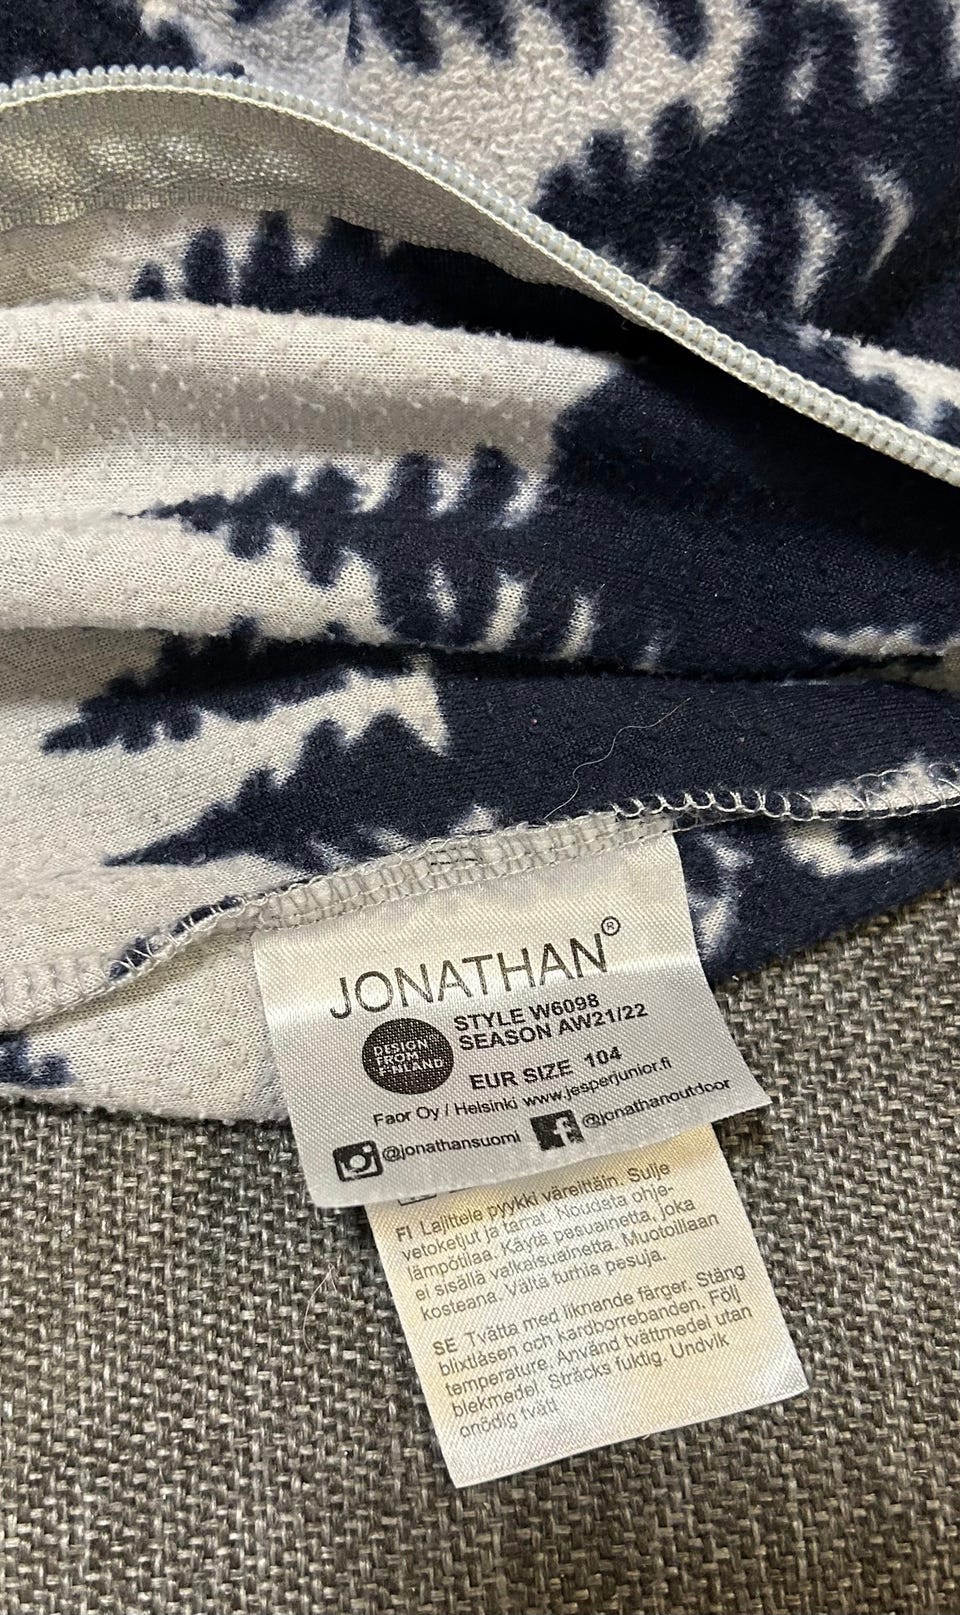 JONATHAN®
DESIGN
FROM
FINLAND
STYLE W6098
SEASON AW21/22
EUR SIZE 104
Faor Oy / Helsinki www.jesperjunior.fi
@jonathansuomi @jonathanoutdoor
FI Lajittele pyykki väreittäin. Sulje
vetoketjut ja tarrat. Noudata ohje-
lämpötilaa. Käytä pesuainetta, joka
ei sisällä valkaisuainetta. Muotoillaan
kosteana. Vältä turhia pesuja.
SE Tvätta med liknande färger. Stäng
blixtlåsen och kardborrebanden. Följ
temperature. Använd tvättmedel utan
blekmedel. Sträcks fuktig. Undvik
onödig tvätt